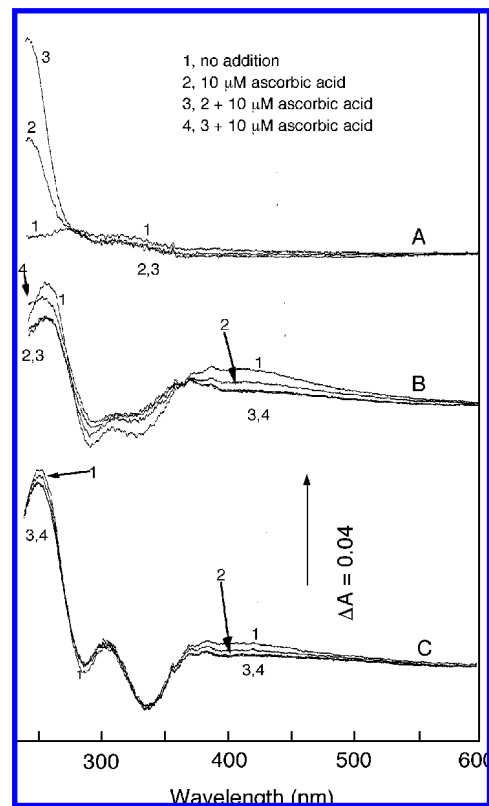 1, no addition
2, 10 μM ascorbic acid
3, 2 + 10 μM ascorbic acid
4, 3 + 10 μM ascorbic acid
3
2
1
1
2,3
A
4
1
2,3
2
1
3,4
B
1
3,4
1
2
1
3,4
C
ΔA = 0.04
300
400
500
600
Wavelength (nm)